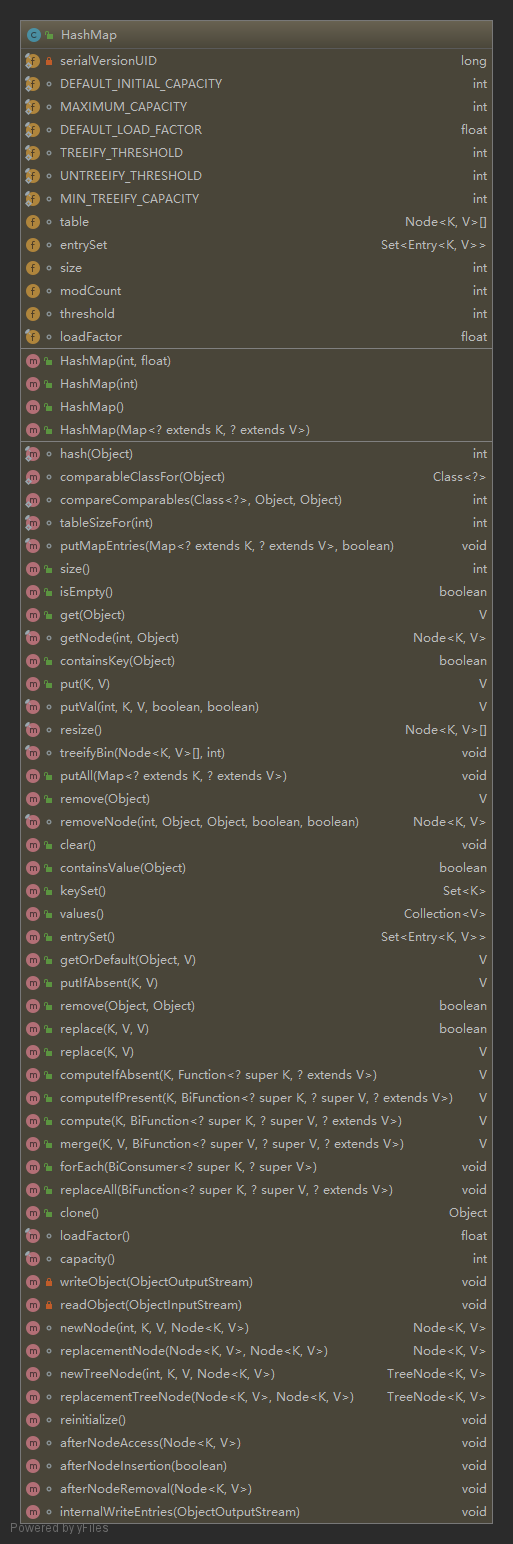 HashMap
serialVersionUID long
DEFAULT_INITIAL_CAPACITY int
MAXIMUM_CAPACITY int
DEFAULT_LOAD_FACTOR float
TREEIFY_THRESHOLD int
UNTREEIFY_THRESHOLD int
MIN_TREEIFY_CAPACITY int
table Node<K, V>[]
entrySet Set<Entry<K, V>>
size int
modCount int
threshold int
loadFactor float
HashMap(int, float)
HashMap(int)
HashMap()
HashMap(Map<? extends K, ? extends V>)
hash(Object) int
comparableClassFor(Object) Class<?>
compareComparables(Class<?>, Object, Object) int
tableSizeFor(int) int
putMapEntries(Map<? extends K, ? extends V>, boolean) void
size() int
isEmpty() boolean
get(Object) V
getNode(int, Object) Node<K, V>
containsKey(Object) boolean
put(K, V) V
putVal(int, K, V, boolean, boolean) V
resize() Node<K, V>[]
treeifyBin(Node<K, V>[], int) void
putAll(Map<? extends K, ? extends V>) void
remove(Object) V
removeNode(int, Object, Object, boolean, boolean) Node<K, V>
clear() void
containsValue(Object) boolean
keySet() Set<K>
values() Collection<V>
entrySet() Set<Entry<K, V>>
getOrDefault(Object, V) V
putIfAbsent(K, V) V
remove(Object, Object) boolean
replace(K, V, V) boolean
replace(K, V) V
computeIfAbsent(K, Function<? super K, ? extends V>) V
computeIfPresent(K, BiFunction<? super K, ? super V, ? extends V>) V
compute(K, BiFunction<? super K, ? super V, ? extends V>) V
merge(K, V, BiFunction<? super V, ? super V, ? extends V>) V
forEach(BiConsumer<? super K, ? super V>) void
replaceAll(BiFunction<? super K, ? super V, ? extends V>) void
clone() Object
loadFactor() float
capacity() int
writeObject(ObjectOutputStream) void
readObject(ObjectInputStream) void
newNode(int, K, V, Node<K, V>) Node<K, V>
replacementNode(Node<K, V>, Node<K, V>) Node<K, V>
newTreeNode(int, K, V, Node<K, V>) TreeNode<K, V>
replacementTreeNode(Node<K, V>, Node<K, V>) TreeNode<K, V>
reinitialize() void
afterNodeAccess(Node<K, V>) void
afterNodeInsertion(boolean) void
afterNodeRemoval(Node<K, V>) void
internalWriteEntries(ObjectOutputStream) void
Powered by yFiles